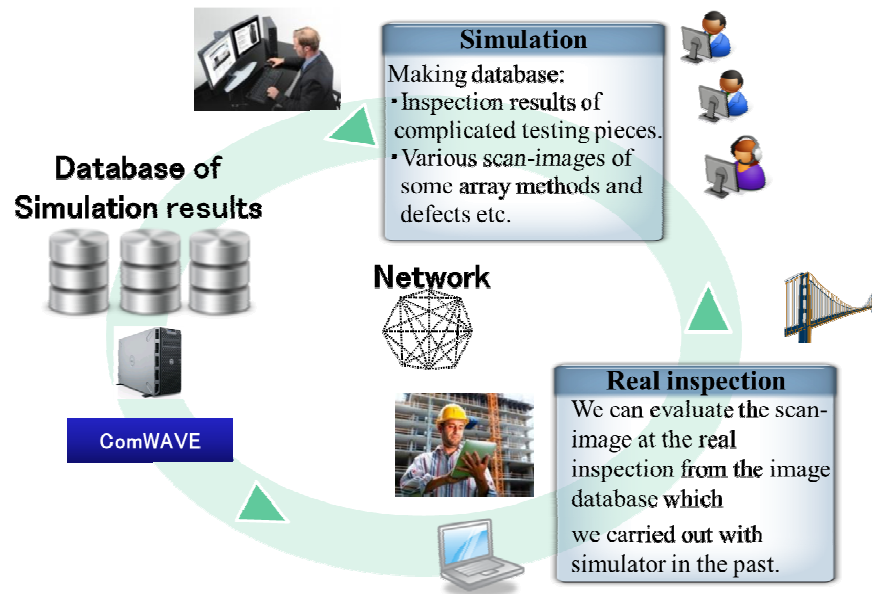 Simulation
Making database:
・Inspection results of
complicated testing pieces.
・Various scan-images of
some array methods and
defects etc.
Database of
Simulation results
Network
ComWAVE
Real inspection
We can evaluate the scan-
image at the real
inspection from the image
database which
we carried out with
simulator in the past.